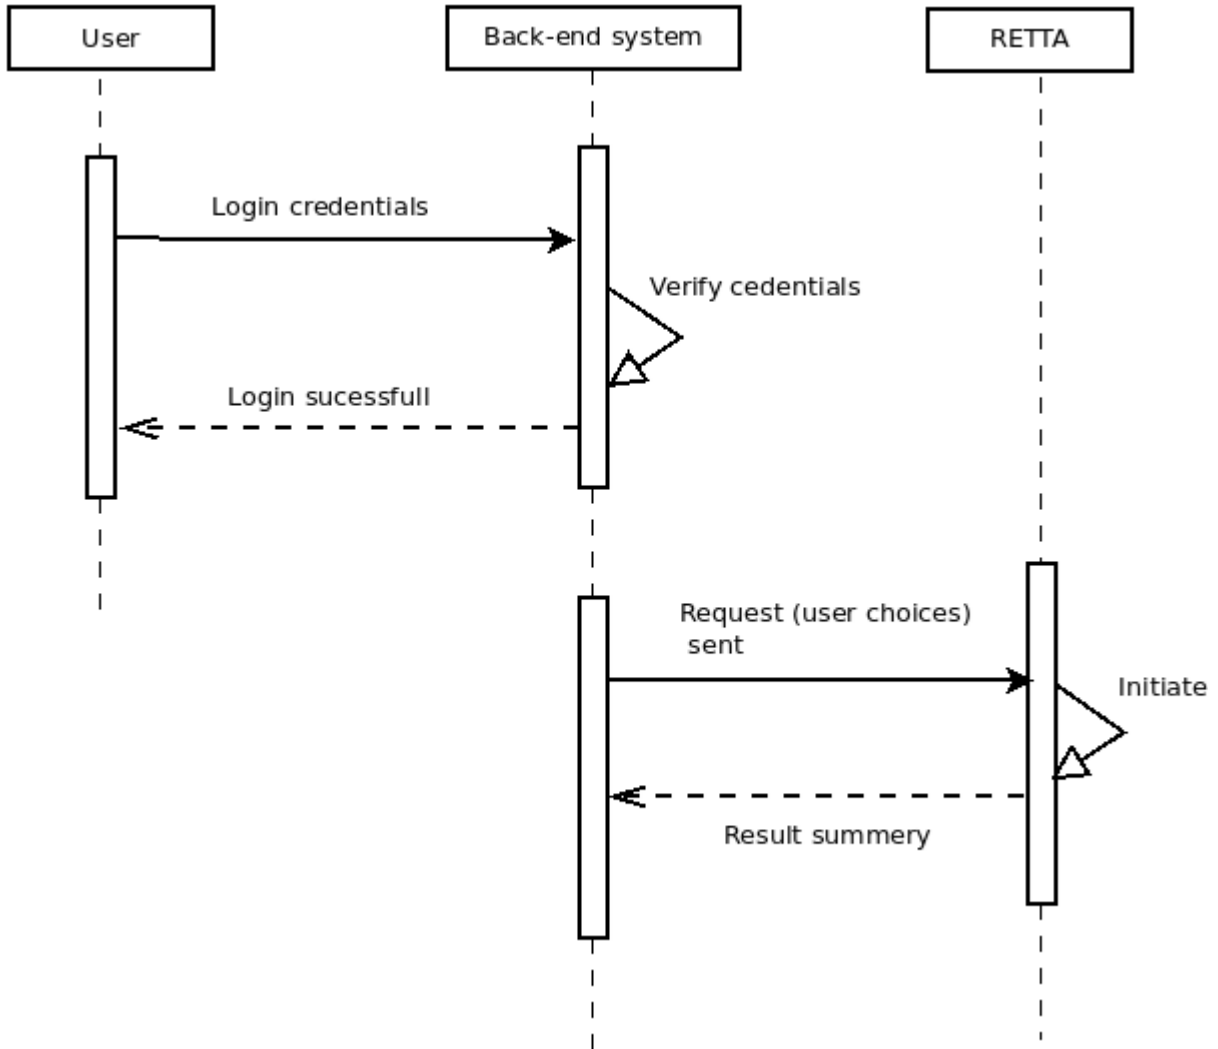 User
Back-end system
RETTA
Login credentials
Verify cedentials
Login sucessfull
Request (user choices)
sent
Initiate
Result summery